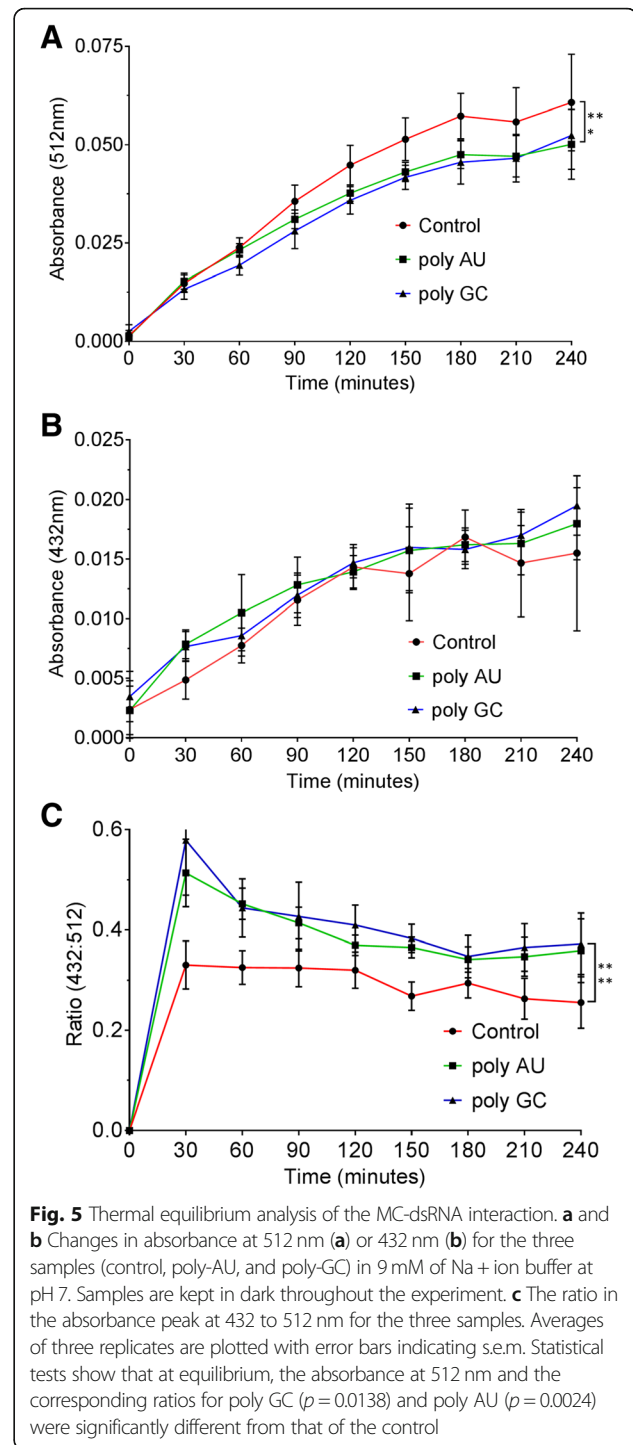 A
Absorbance (512nm)
0.075
0.050
0.025
0.000
0 30 60 90 120 150 180 210 240
Time (minutes)
Control
poly AU
poly GC
**
*
B
Absorbance (432nm)
0.025
0.020
0.015
0.010
0.005
0.000
0 30 60 90 120 150 180 210 240
Time (minutes)
Control
poly AU
poly GC
C
Ratio (432:512)
0.6
0.4
0.2
0.0
0 30 60 90 120 150 180 210 240
Time (minutes)
Control
poly AU
poly GC
**
**
Fig. 5 Thermal equilibrium analysis of the MC-dsRNA interaction. a and
b Changes in absorbance at 512 nm (a) or 432 nm (b) for the three
samples (control, poly-AU, and poly-GC) in 9 mM of Na + ion buffer at
pH 7. Samples are kept in dark throughout the experiment. c The ratio in
the absorbance peak at 432 to 512 nm for the three samples. Averages
of three replicates are plotted with error bars indicating s.e.m. Statistical
tests show that at equilibrium, the absorbance at 512 nm and the
corresponding ratios for poly GC (p = 0.0138) and poly AU (p = 0.0024)
were significantly different from that of the control